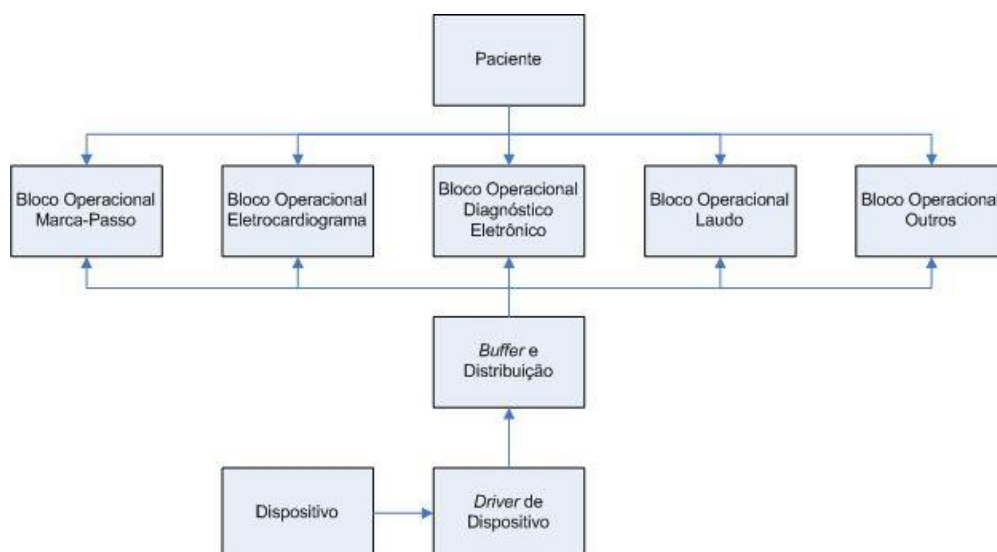 Paciente
Bloco Operacional
Marca-Passo
Bloco Operacional
Eletrocardiograma
Bloco Operacional
Diagnóstico
Eletrônico
Bloco Operacional
Laudo
Bloco Operacional
Outros
Buffer e
Distribuição
Dispositivo
Driver de
Dispositivo